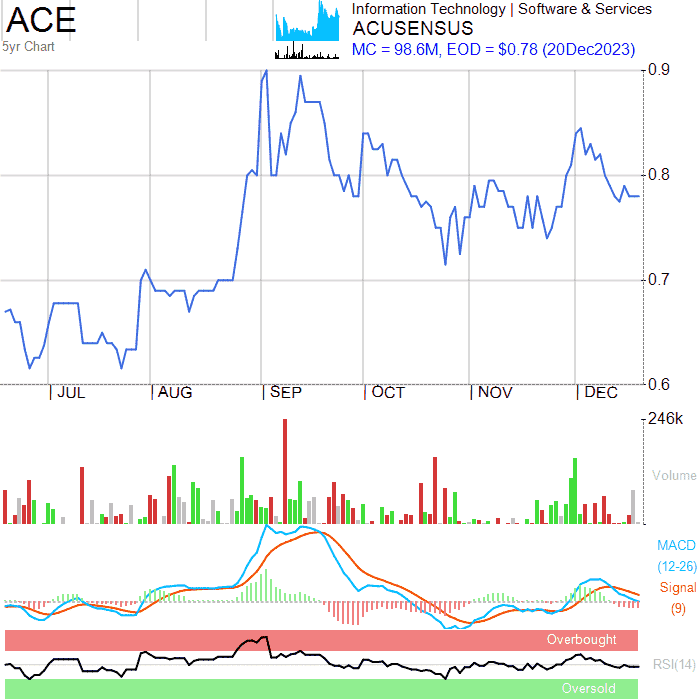 ACE
5yr Chart
Information Technology | Software & Services
ACUSENSUS
MC = 98.6M, EOD = $0.78 (20Dec2023)
0.9
0.8
0.7
0.6
JUL
AUG
SEP
OCT
NOV
DEC
246k
Volume
MACD
(12-26)
Signal
(9)
Overbought
RSI(14)
Oversold